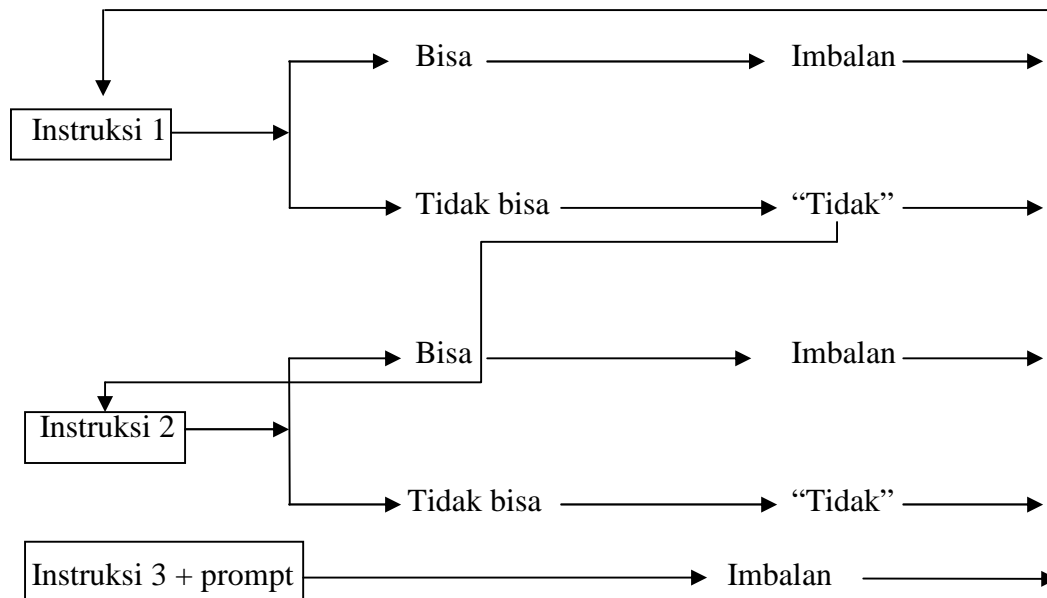 Bisa Imbalan
Instruksi 1
Tidak bisa “Tidak”
Bisa Imbalan
Instruksi 2
Tidak bisa “Tidak”
Instruksi 3 + prompt Imbalan